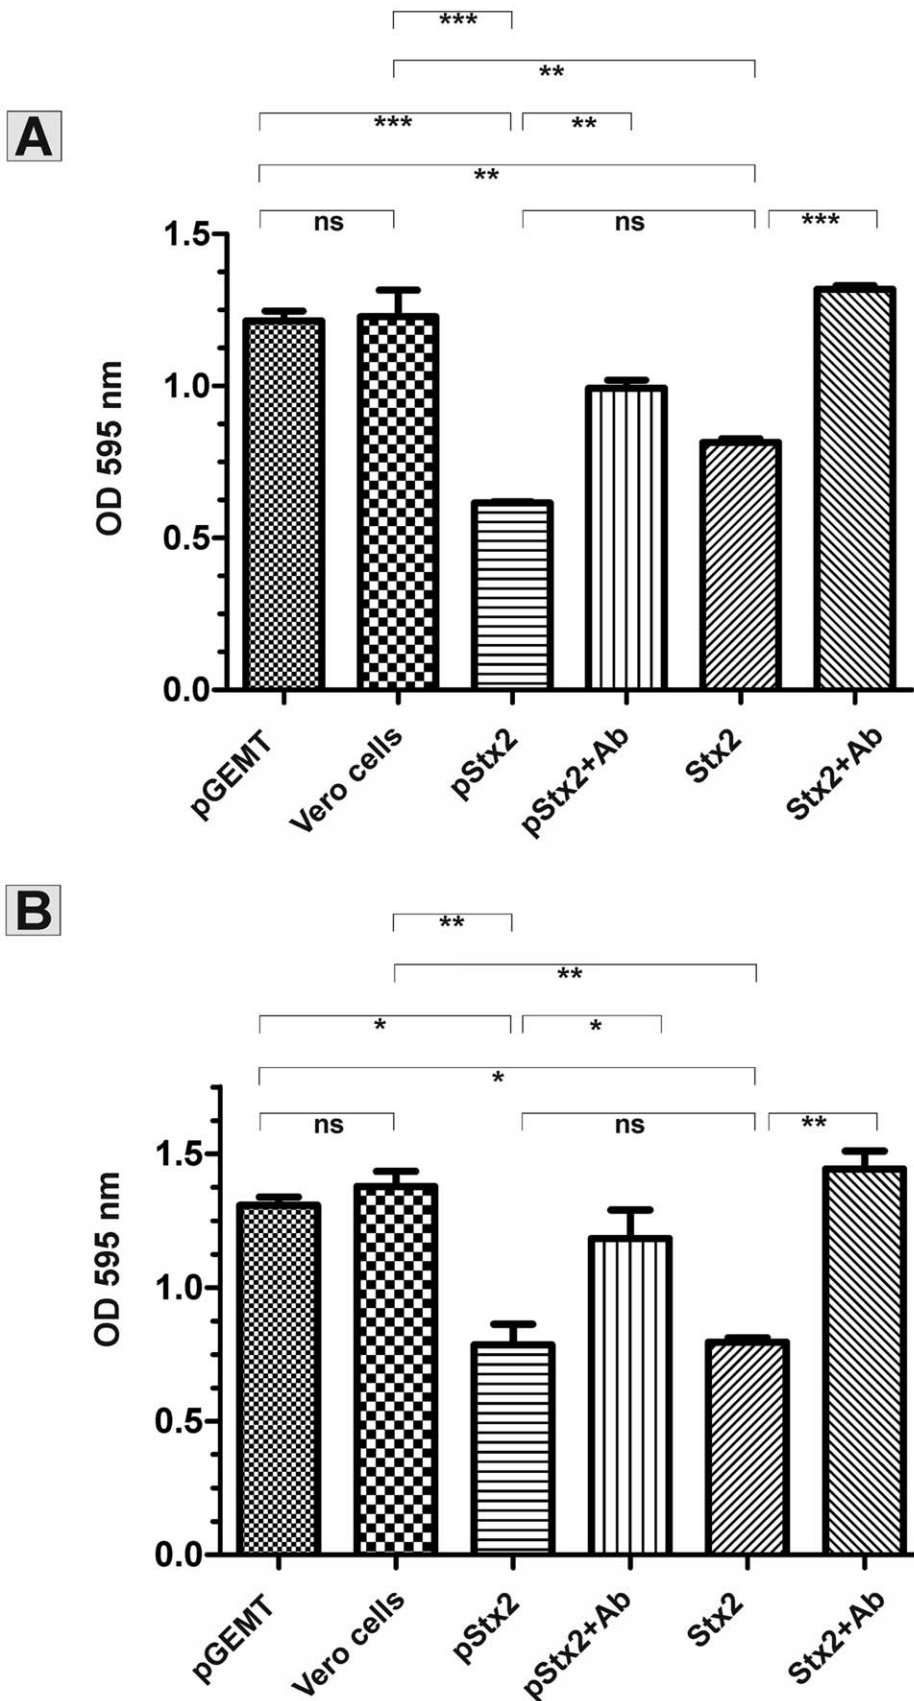 ***
**
A
*** **
**
ns ns ***
1.5
1.0
0.5
0.0
OD 595 nm
pGEMT Vero cells pStx2 pStx2+Ab Stx2 Stx2+Ab
B
**
**
* *
*
ns ns **
1.5
1.0
0.5
0.0
OD 595 nm
pGEMT Vero cells pStx2 pStx2+Ab Stx2 Stx2+Ab